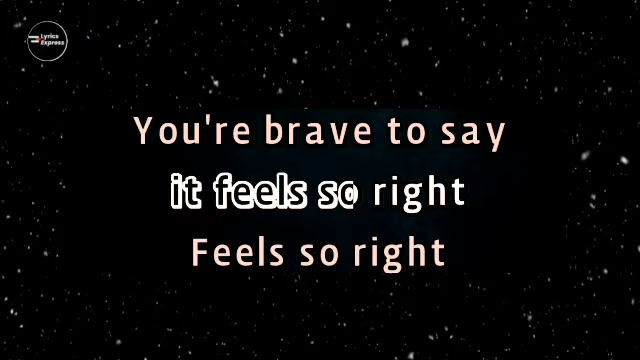 Lyrics
Express
You're brave to say
it feels so right
Feels so right